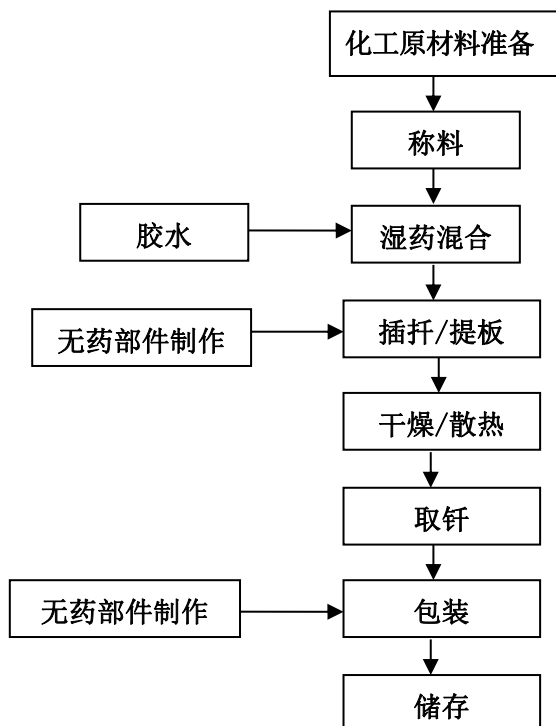 化工原材料准备
称料
胶水
湿药混合
无药部件制作
插扦/提板
干燥/散热
取钎
无药部件制作
包装
储存